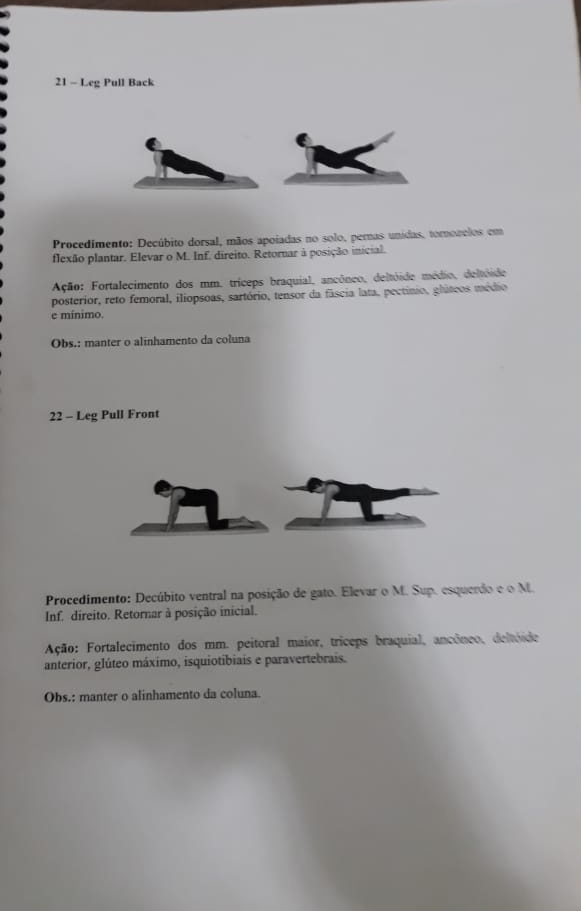 21 – Leg Pull Back
Procedimento: Decúbito dorsal, mãos apoiadas no solo, pernas unidas, tornozelos em
flexão plantar. Elevar o M. Inf. direito. Retornar à posição inicial.
Ação: Fortalecimento dos mm. tríceps braquial, ancôneo, deltóide médio, deltóide
posterior, reto femoral, iliopsoas, sartório, tensor da fáscia lata, pectíneo, glúteos médio
e mínimo.
Obs.: manter o alinhamento da coluna
22 – Leg Pull Front
Procedimento: Decúbito ventral na posição de gato. Elevar o M. Sup. esquerdo e o M.
Inf. direito. Retornar à posição inicial.
Ação: Fortalecimento dos mm. peitoral maior, tríceps braquial, ancôneo, deltóide
anterior, glúteo máximo, isquiotibiais e paravertebrais.
Obs.: manter o alinhamento da coluna.